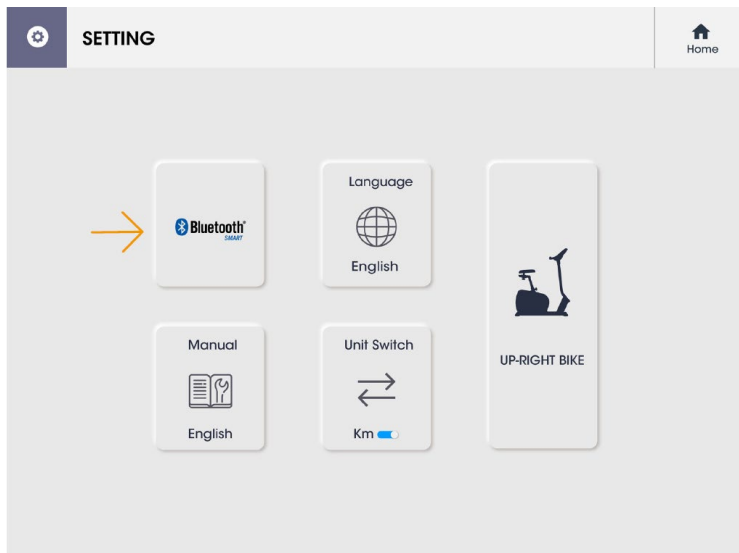 SETTING
Home
Bluetooth®
SMART
Language
English
Manual
English
Unit Switch
Km
UP-RIGHT BIKE